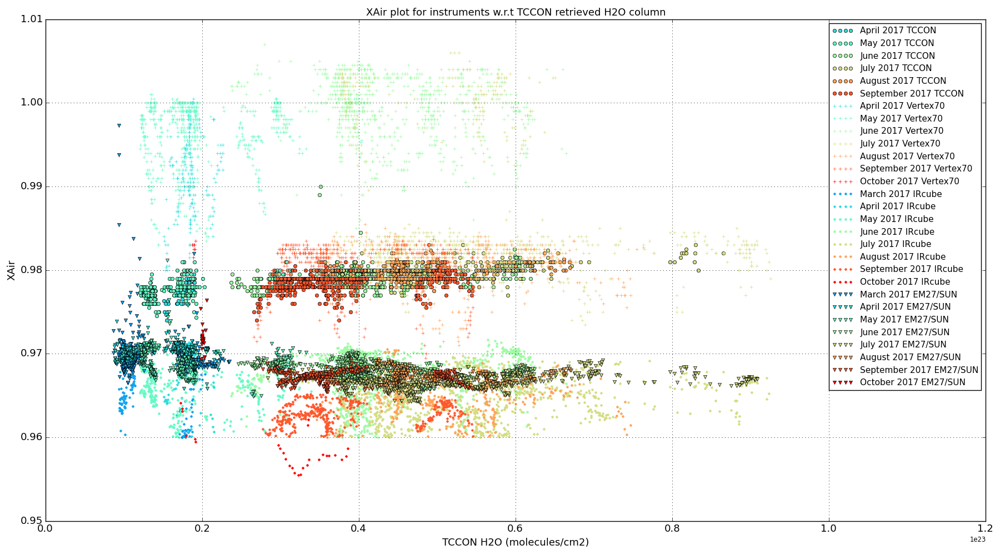 XAir plot for instruments w.r.t TCCON retrieved H2O column
1.01
1.00
0.99
0.98
0.97
0.96
0.95
XAir
April 2017 TCCON
May 2017 TCCON
June 2017 TCCON
July 2017 TCCON
August 2017 TCCON
September 2017 TCCON
April 2017 Vertex70
May 2017 Vertex70
June 2017 Vertex70
July 2017 Vertex70
August 2017 Vertex70
September 2017 Vertex70
October 2017 Vertex70
March 2017 IRcube
April 2017 IRcube
May 2017 IRcube
June 2017 IRcube
July 2017 IRcube
August 2017 IRcube
September 2017 IRcube
October 2017 IRcube
March 2017 EM27/SUN
April 2017 EM27/SUN
May 2017 EM27/SUN
June 2017 EM27/SUN
July 2017 EM27/SUN
August 2017 EM27/SUN
September 2017 EM27/SUN
October 2017 EM27/SUN
0.0 0.2 0.4 0.6 0.8 1.0 1.2
1e23
TCCON H2O (molecules/cm2)